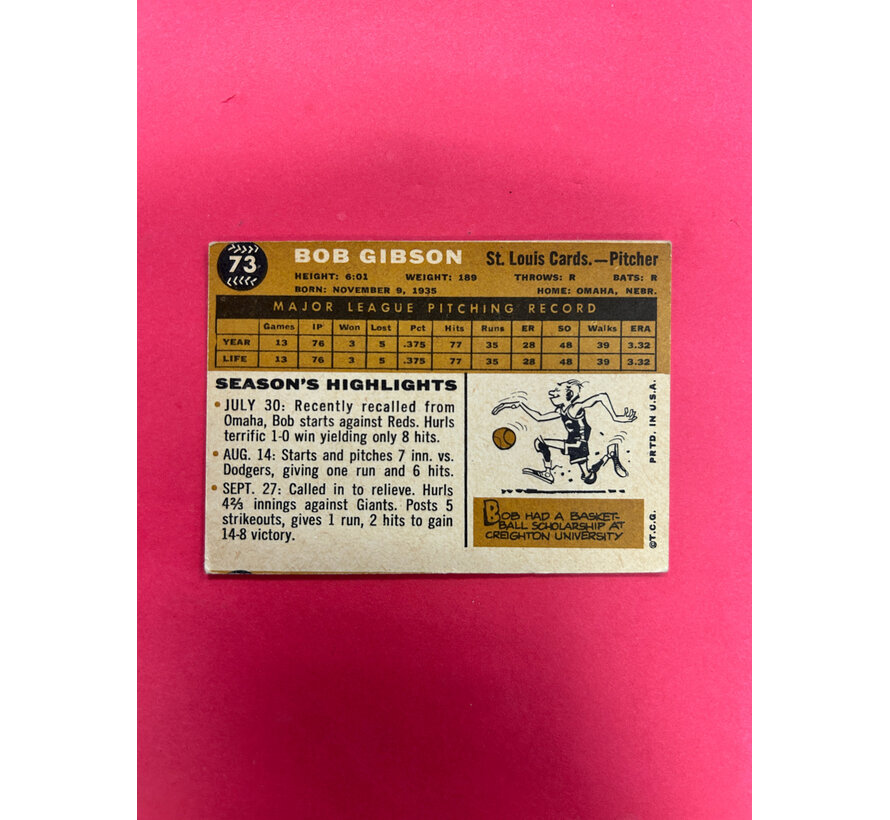 73
BOB GIBSON St. Louis Cards.—Pitcher
HEIGHT: 6:01 WEIGHT: 189 THROWS: R BATS: R
BORN: NOVEMBER 9, 1935 HOME: OMAHA, NEBR.
MAJOR LEAGUE PITCHING RECORD
Games IP Won Lost Pct Hits Runs ER SO Walks ERA
YEAR 13 76 3 5 .375 77 35 28 48 39 3.32
LIFE 13 76 3 5 .375 77 35 28 48 39 3.32
SEASON'S HIGHLIGHTS
• JULY 30: Recently recalled from
Omaha, Bob starts against Reds. Hurls
terrific 1-0 win yielding only 8 hits.
• AUG. 14: Starts and pitches 7 inn. vs.
Dodgers, giving one run and 6 hits.
• SEPT. 27: Called in to relieve. Hurls
4⅔ innings against Giants. Posts 5
strikeouts, gives 1 run, 2 hits to gain
14-8 victory.
BOB HAD A BASKET-
BALL SCHOLARSHIP AT
CREIGHTON UNIVERSITY
©T.C.G. PRTD. IN U.S.A.